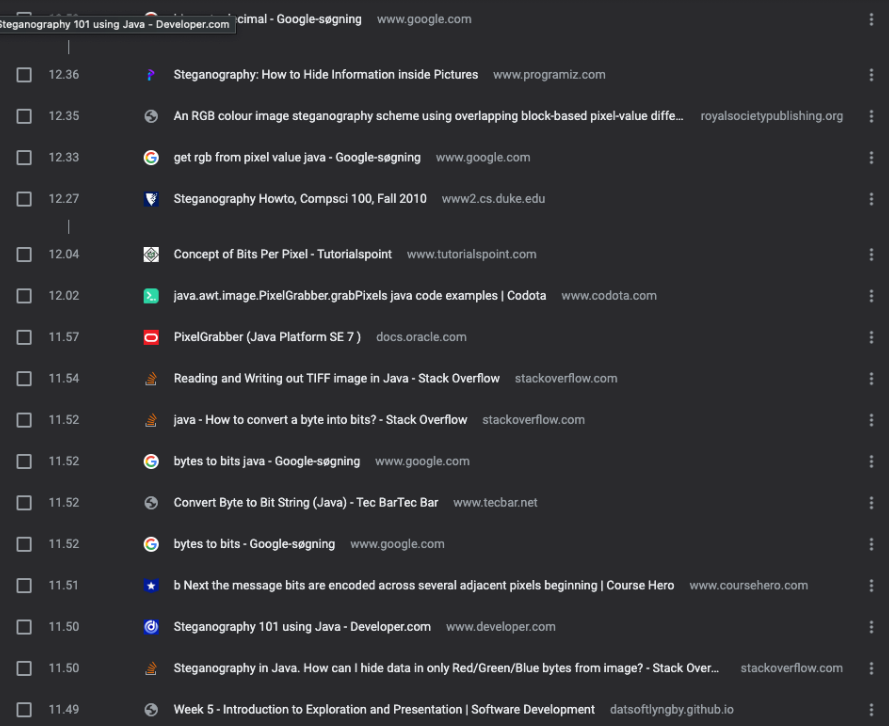 decimal - Google-søgning www.google.com
Steganography 101 using Java - Developer.com
12.36 Steganography: How to Hide Information inside Pictures www.programiz.com
12.35 An RGB colour image steganography scheme using overlapping block-based pixel-value diffe... royalsocietypublishing.org
12.33 get rgb from pixel value java - Google-søgning www.google.com
12.27 Steganography Howto, Compsci 100, Fall 2010 www2.cs.duke.edu
12.04 Concept of Bits Per Pixel - Tutorialspoint www.tutorialspoint.com
12.02 java.awt.image.PixelGrabber.grabPixels java code examples | Codota www.codota.com
11.57 PixelGrabber (Java Platform SE 7 ) docs.oracle.com
11.54 Reading and Writing out TIFF image in Java - Stack Overflow stackoverflow.com
11.52 java - How to convert a byte into bits? - Stack Overflow stackoverflow.com
11.52 bytes to bits java - Google-søgning www.google.com
11.52 Convert Byte to Bit String (Java) - Tec BarTec Bar www.tecbar.net
11.52 bytes to bits - Google-søgning www.google.com
11.51 b Next the message bits are encoded across several adjacent pixels beginning | Course Hero www.coursehero.com
11.50 Steganography 101 using Java - Developer.com www.developer.com
11.50 Steganography in Java. How can I hide data in only Red/Green/Blue bytes from image? - Stack Over... stackoverflow.com
11.49 Week 5 - Introduction to Exploration and Presentation | Software Development datsoftlyngby.github.io